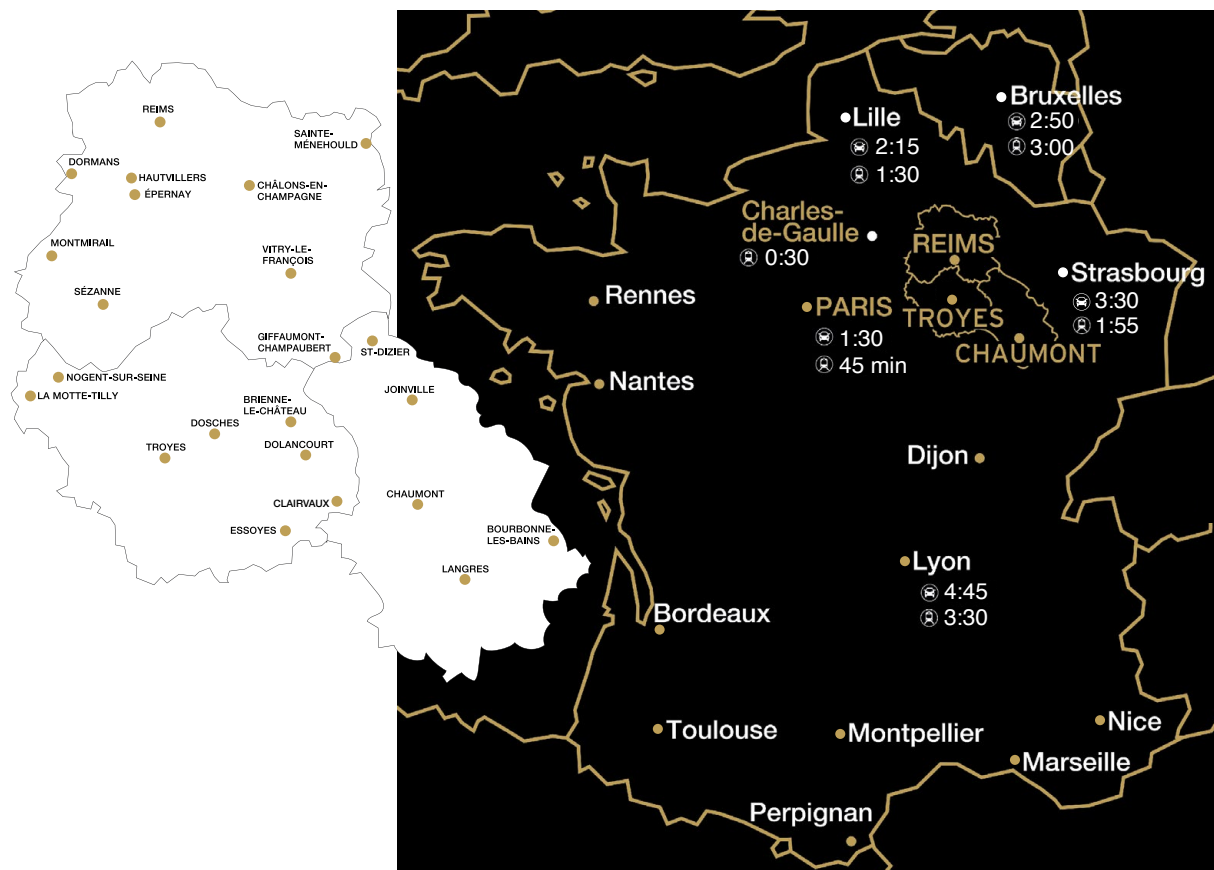 REIMS
SAINTE-
MÉNEHOULD
DORMANS
HAUTVILLERS
ÉPERNAY
CHÂLONS-EN-
CHAMPAGNE
MONTMIRAIL
VITRY-LE-
FRANÇOIS
SÉZANNE
GIFFAUMONT-
CHAMPAUBERT
ST-DIZIER
NOGENT-SUR-SEINE
LA MOTTE-TILLY
JOINVILLE
BRIENNE-
LE-CHÂTEAU
DOSCHES
TROYES
DOLANCOURT
CLAIRVAUX
CHAUMONT
ESSOYES
BOURBONNE-
LES-BAINS
LANGRES
Bruxelles
2:50
3:00
Lille
2:15
1:30
Charles-
de-Gaulle
0:30
REIMS
Strasbourg
3:30
1:55
Rennes
PARIS
1:30
45 min
TROYES
CHAUMONT
Nantes
Dijon
Lyon
4:45
3:30
Bordeaux
Toulouse
Montpellier
Nice
Marseille
Perpignan